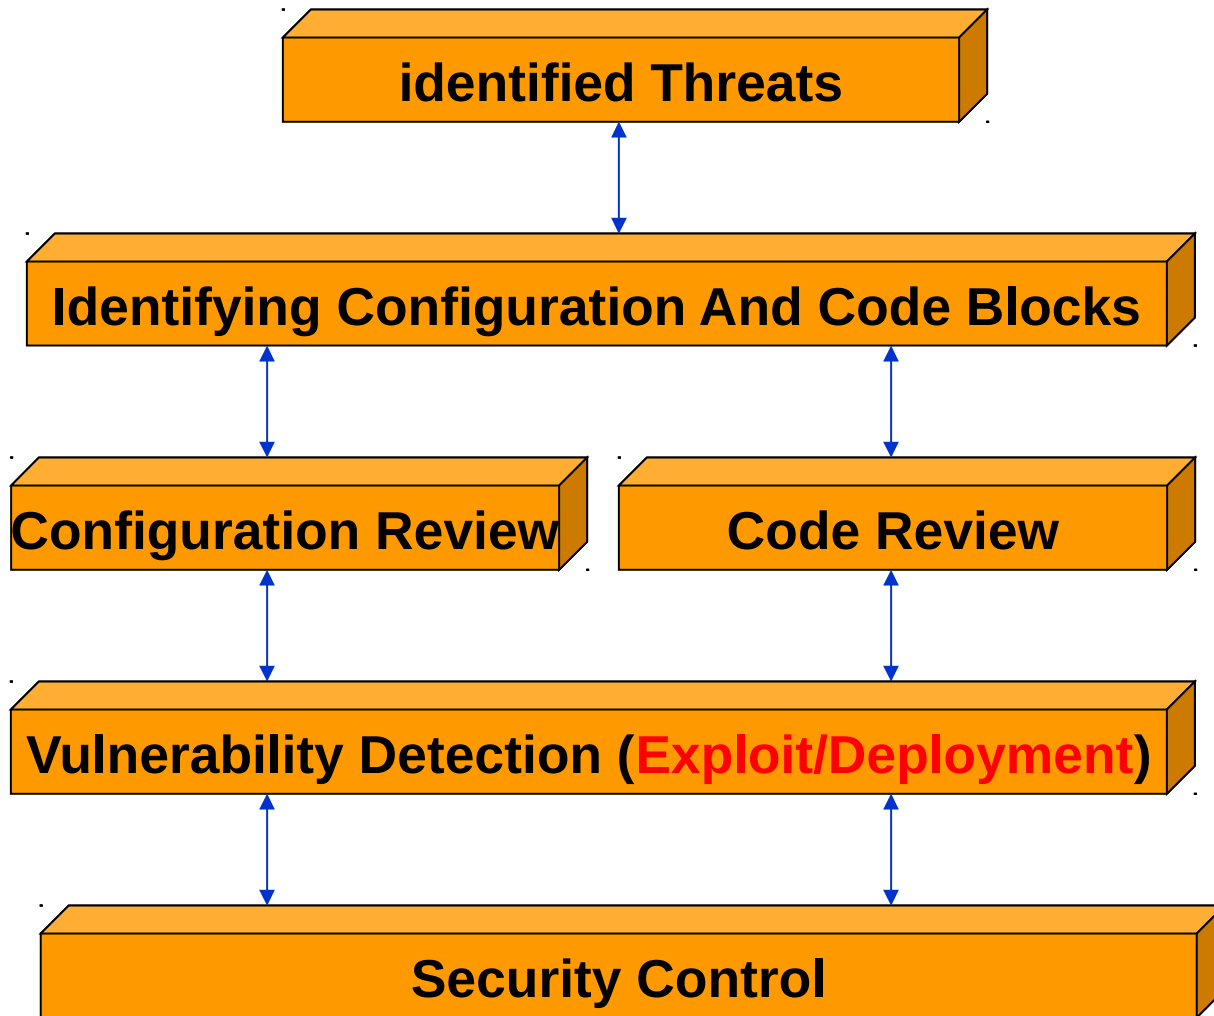 identified Threats
Identifying Configuration And Code Blocks
Configuration Review
Code Review
Vulnerability Detection (Exploit/Deployment)
Security Control